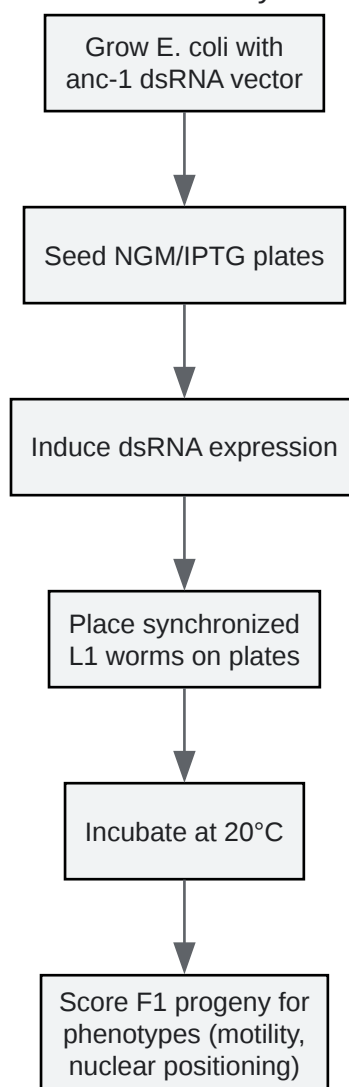 Grow E. coli with
anc-1 dsRNA vector
Seed NGM/IPTG plates
Induce dsRNA expression
Place synchronized
L1 worms on plates
Incubate at 20°C
Score F1 progeny for
phenotypes (motility,
nuclear positioning)